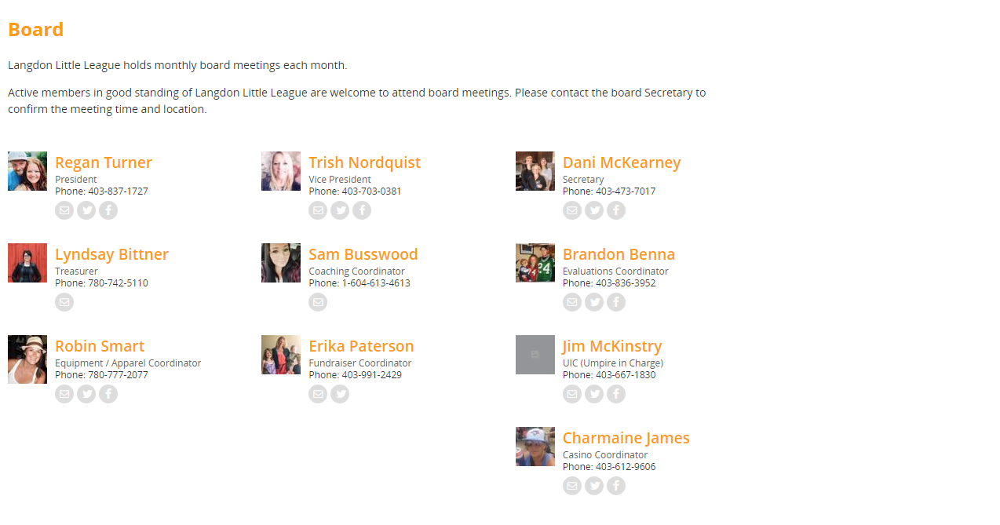 Board
Langdon Little League holds monthly board meetings each month.
Active members in good standing of Langdon Little League are welcome to attend board meetings. Please contact the board Secretary to
confirm the meeting time and location.
Regan Turner
President
Phone: 403-837-1727
Trish Nordquist
Vice President
Phone: 403-703-0381
Dani McKearney
Secretary
Phone: 403-473-7017
Lyndsay Bittner
Treasurer
Phone: 780-742-5110
Sam Busswood
Coaching Coordinator
Phone: 1-604-613-4613
Brandon Benna
Evaluations Coordinator
Phone: 403-836-3952
Robin Smart
Equipment / Apparel Coordinator
Phone: 780-777-2077
Erika Paterson
Fundraiser Coordinator
Phone: 403-991-2429
Jim McKinstry
UIC (Umpire in Charge)
Phone: 403-667-1830
Charmaine James
Casino Coordinator
Phone: 403-612-9606